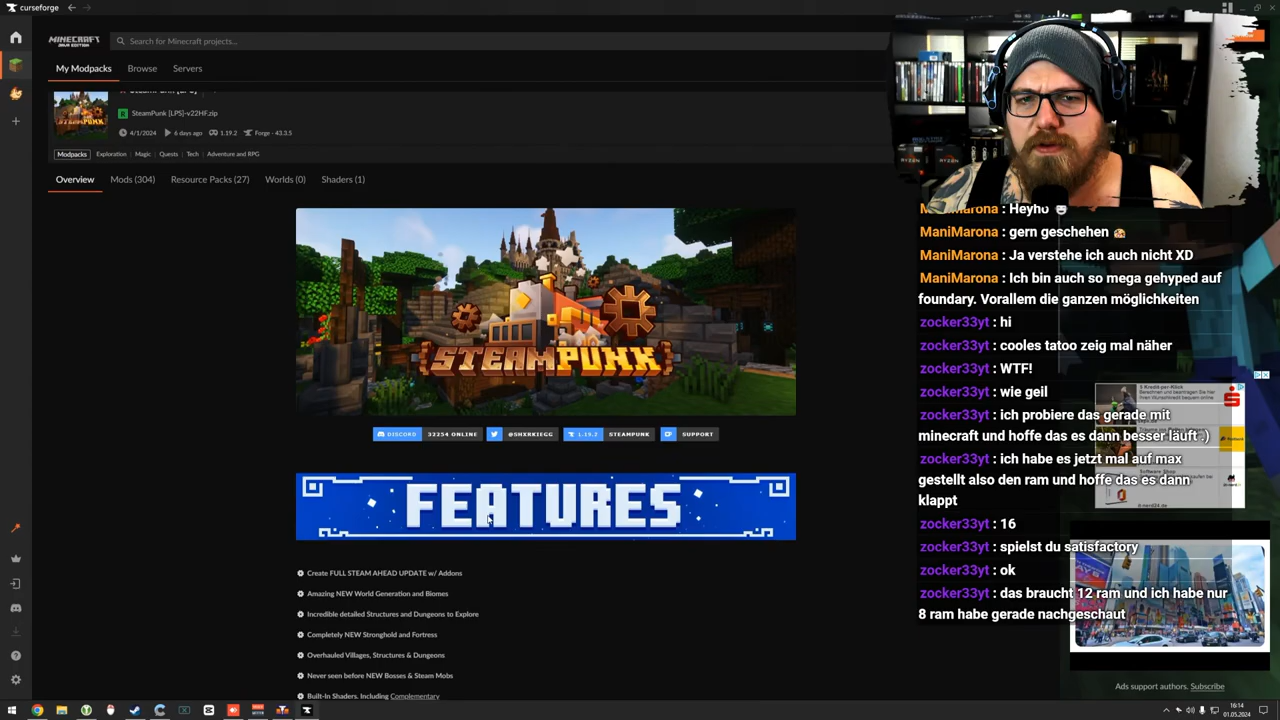 curseforge
MINECRAFT
JAVA EDITION
Search for Minecraft projects...
My Modpacks
Browse
Servers
STEAMPUNK
SteamPunk [LPS]-v22HF.zip
4/1/2024
6 days ago
1.19.2
Forge - 43.3.5
Modpacks
Exploration
Magic
Quests
Tech
Adventure and RPG
Overview
Mods (304)
Resource Packs (27)
Worlds (0)
Shaders (1)
STEAMPUNK
DISCORD
32254 ONLINE
@SHXRKIEGG
1.19.2
STEAMPUNK
SUPPORT
FEATURES
Create FULL STEAM AHEAD UPDATE w/ Addons
Amazing NEW World Generation and Biomes
Incredible detailed Structures and Dungeons to Explore
Completely NEW Stronghold and Fortress
Overhauled Villages, Structures & Dungeons
Never seen before NEW Bosses & Steam Mobs
Built-In Shaders. Including Complementary
RYZEN
RYZEN
ManiMarona : Heyho
ManiMarona : gern geschehen
ManiMarona : Ja verstehe ich auch nicht XD
ManiMarona : Ich bin auch so mega gehyped auf
foundary. Vorallem die ganzen möglichkeiten
zocker33yt : hi
zocker33yt : cooles tatoo zeig mal näher
zocker33yt : WTF!
zocker33yt : wie geil
zocker33yt : ich probiere das gerade mit
minecraft und hoffe das es dann besser läuft :)
zocker33yt : ich habe es jetzt mal auf max
gestellt also den ram und hoffe das es dann
klappt
zocker33yt : 16
zocker33yt : spielst du satisfactory
zocker33yt : ok
zocker33yt : das braucht 12 ram und ich habe nur
8 ram habe gerade nachgeschaut
Ads support authors. Subscribe
16:14
01.05.2024